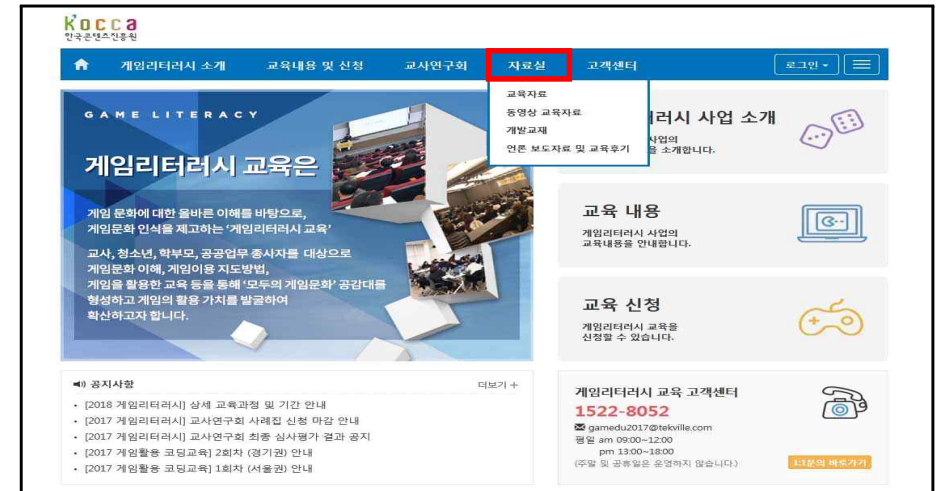 Kocca
한국콘텐츠진흥원
게임리터러시 소개
교육내용 및 신청
교사연구회
자료실
고객센터
로그인
교육자료
동영상 교육자료
개발교재
언론 보도자료 및 교육후기
GAME LITERACY
게임리터러시 교육은
게임 문화에 대한 올바른 이해를 바탕으로,
게임문화 인식을 제고하는 '게임리터러시 교육'
교사, 청소년, 학부모, 공공업무 종사자를 대상으로
게임문화 이해, 게임이용 지도방법,
게임을 활용한 교육 등을 통해 '모두의 게임문화' 공감대를
형성하고 게임의 활용 가치를 발굴하여
확산하고자 합니다.
러시 사업 소개
사업의
을 소개합니다.
교육 내용
게임리터러시 사업의
교육내용을 안내합니다.
교육 신청
게임리터러시 교육을
신청할 수 있습니다.
공지사항
더보기 +
• [2018 게임리터러시] 상세 교육과정 및 기간 안내
• [2017 게임리터러시] 교사연구회 사례집 신청 마감 안내
• [2017 게임리터러시] 교사연구회 최종 심사평가 결과 공지
• [2017 게임활용 코딩교육] 2회차 (경기권) 안내
• [2017 게임활용 코딩교육] 1회차 (서울권) 안내
게임리터러시 교육 고객센터
1522-8052
gamedu2017@tekville.com
평일 am 09:00~12:00
pm 13:00~18:00
(주말 및 공휴일은 운영하지 않습니다.)
1:1문의 바로가기